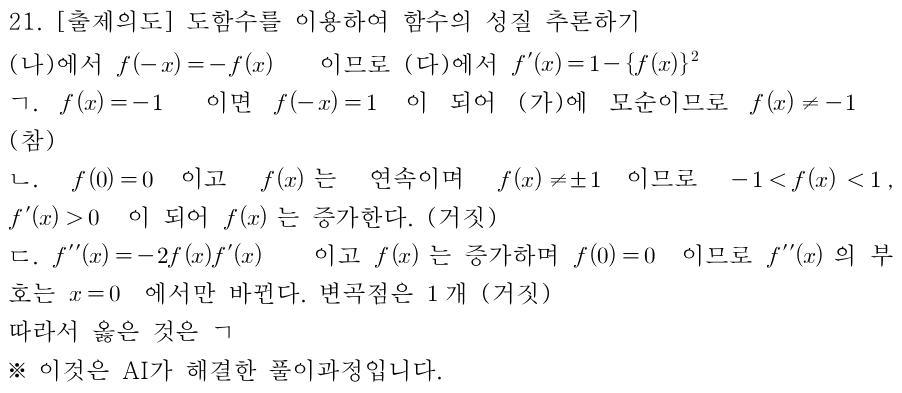 21. [출제의도] 도함수를 이용하여 함수의 성질 추론하기
(나)에서 f(-x)=-f(x) 이므로 (다)에서 f′(x)=1-{f(x)}²
ㄱ. f(x)=-1 이면 f(-x)=1 이 되어 (가)에 모순이므로 f(x)≠-1
(참)
ㄴ. f(0)=0 이고 f(x)는 연속이며 f(x)≠±1 이므로 -1<f(x)<1,
f′(x)>0 이 되어 f(x)는 증가한다. (거짓)
ㄷ. f′′(x)=-2f(x)f′(x) 이고 f(x)는 증가하며 f(0)=0 이므로 f′′(x)의 부
호는 x=0 에서만 바뀐다. 변곡점은 1개 (거짓)
따라서 옳은 것은 ㄱ
※ 이것은 AI가 해결한 풀이과정입니다.